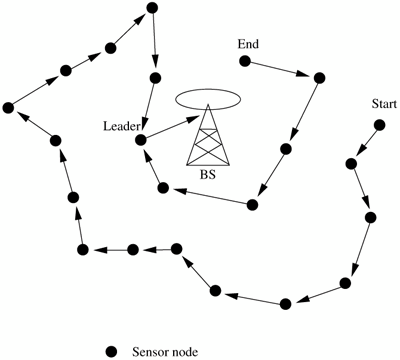 End
Start
Leader
BS
Sensor node